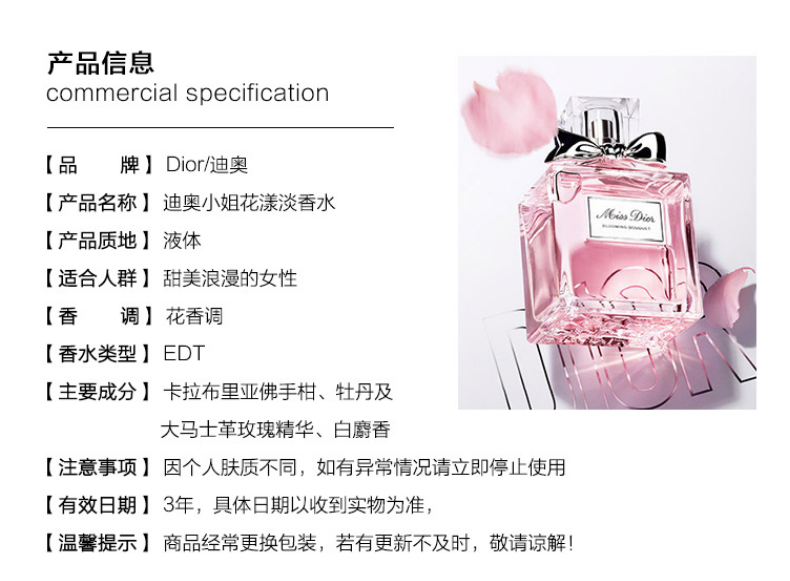 产品信息
commercial specification
【品　　牌】Dior/迪奥
【产品名称】迪奥小姐花漾淡香水
【产品质地】液体
【适合人群】甜美浪漫的女性
【香　　调】花香调
【香水类型】EDT
【主要成分】卡拉布里亚佛手柑、牡丹及
大马士革玫瑰精华、白麝香
【注意事项】因个人肤质不同，如有异常情况请立即停止使用
【有效日期】3年，具体日期以收到实物为准，
【温馨提示】商品经常更换包装，若有更新不及时，敬请谅解！
Miss Dior
BLOOMING BOUQUET